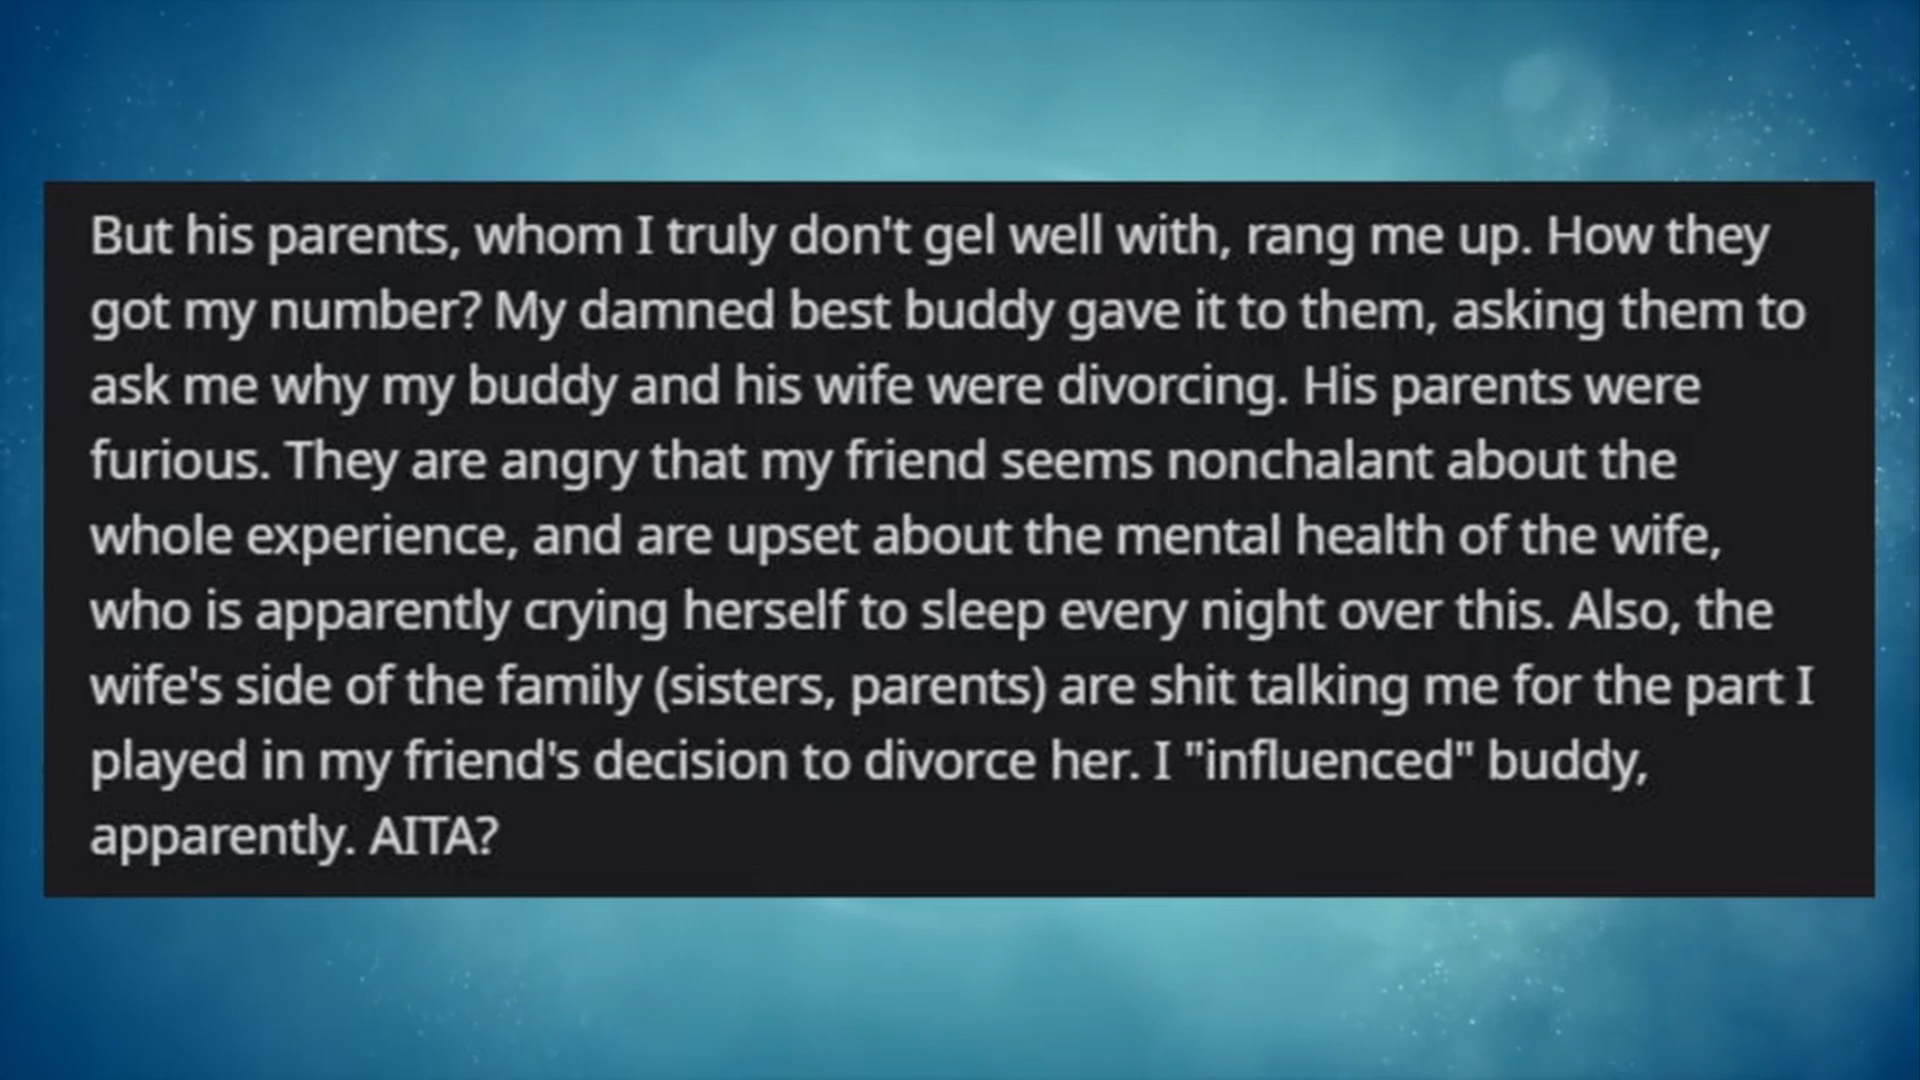 But his parents, whom I truly don't gel well with, rang me up. How they
got my number? My damned best buddy gave it to them, asking them to
ask me why my buddy and his wife were divorcing. His parents were
furious. They are angry that my friend seems nonchalant about the
whole experience, and are upset about the mental health of the wife,
who is apparently crying herself to sleep every night over this. Also, the
wife's side of the family (sisters, parents) are shit talking me for the part I
played in my friend's decision to divorce her. I "influenced" buddy,
apparently. AITA?